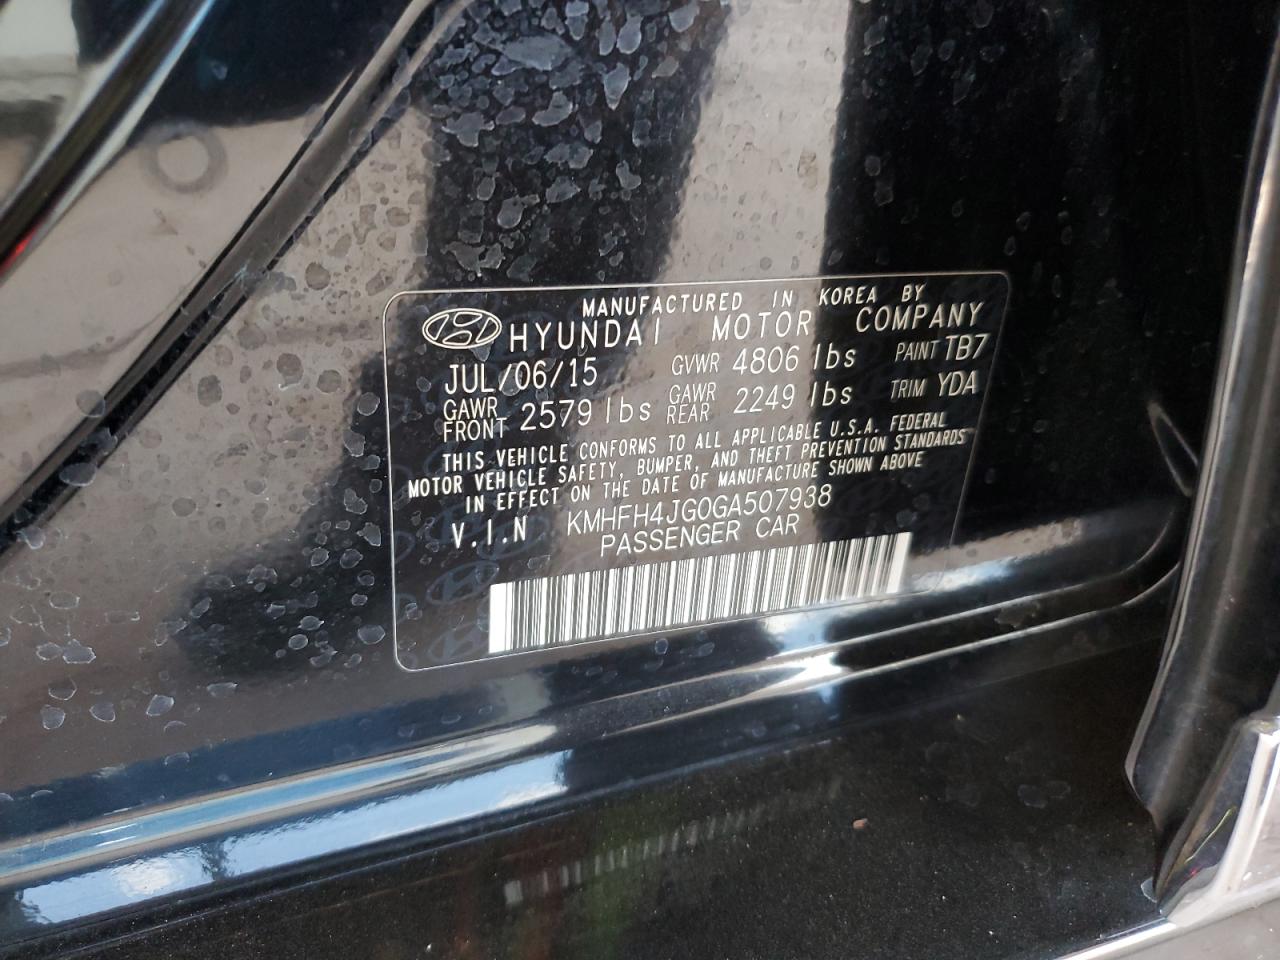 MANUFACTURED IN KOREA BY
HYUNDAI MOTOR COMPANY
JUL/06/15 GVWR 4806 lbs PAINT TB7
GAWR FRONT 2579 lbs GAWR REAR 2249 lbs TRIM YDA
THIS VEHICLE CONFORMS TO ALL APPLICABLE U.S.A. FEDERAL
MOTOR VEHICLE SAFETY, BUMPER, AND THEFT PREVENTION STANDARDS
IN EFFECT ON THE DATE OF MANUFACTURE SHOWN ABOVE
V.I.N KMHFH4JG0GA507938
PASSENGER CAR